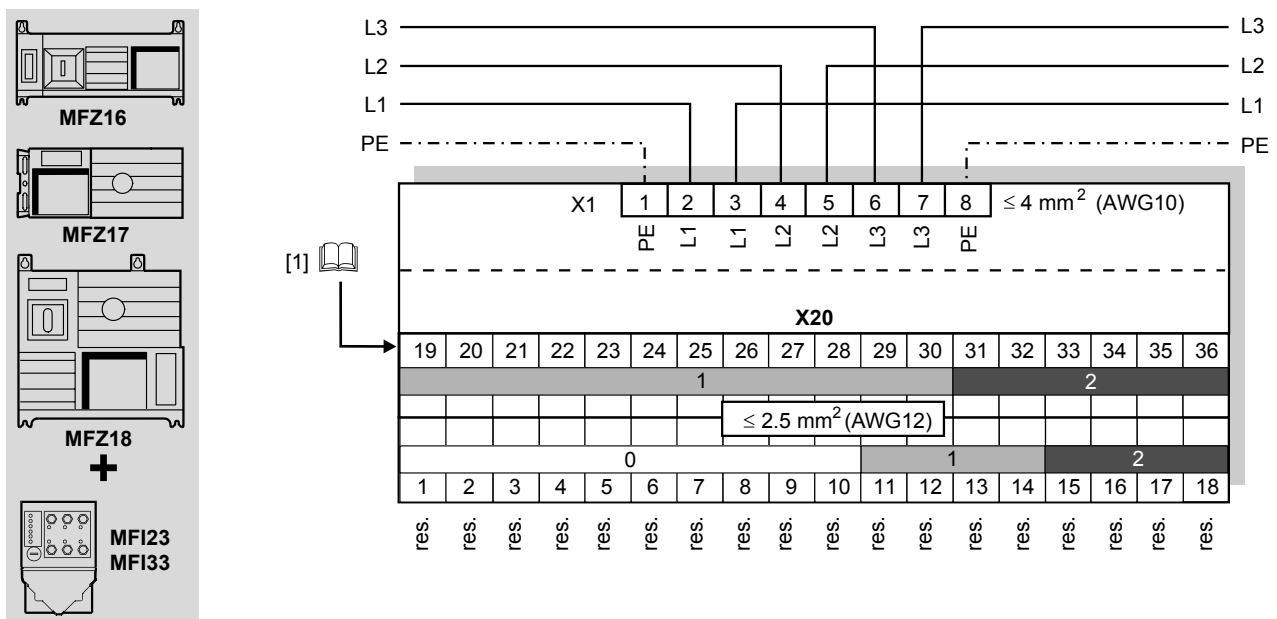 MFZ16
MFZ17
MFZ18
+
MFI23
MFI33
L3 L3
L2 L2
L1 L1
PE PE
X1 1 2 3 4 5 6 7 8 ≤ 4 mm² (AWG10)
PE L1 L1 L2 L2 L3 L3 PE
[1]
X20
19 20 21 22 23 24 25 26 27 28 29 30 31 32 33 34 35 36
1 2
≤ 2.5 mm² (AWG12)
0 1 2
1 2 3 4 5 6 7 8 9 10 11 12 13 14 15 16 17 18
res. res. res. res. res. res. res. res. res. res. res. res. res. res. res. res. res. res.